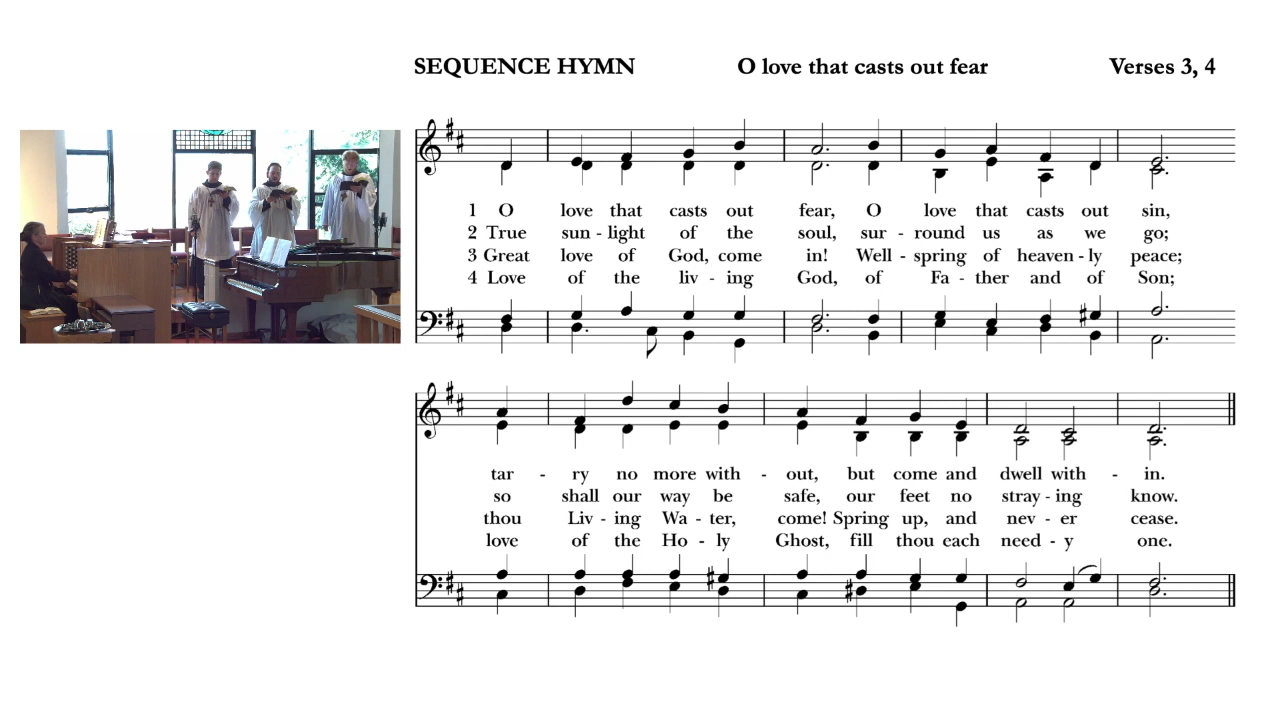 SEQUENCE HYMN O love that casts out fear Verses 3, 4
1 O love that casts out fear, O love that casts out sin,
2 True sun - light of the soul, sur - round us as we go;
3 Great love of God, come in! Well - spring of heaven - ly peace;
4 Love of the liv - ing God, of Fa - ther and of Son;
tar - ry no more with - out, but come and dwell with - in.
so shall our way be safe, our feet no stray - ing know.
thou Liv - ing Wa - ter, come! Spring up, and nev - er cease.
love of the Ho - ly Ghost, fill thou each need - y one.